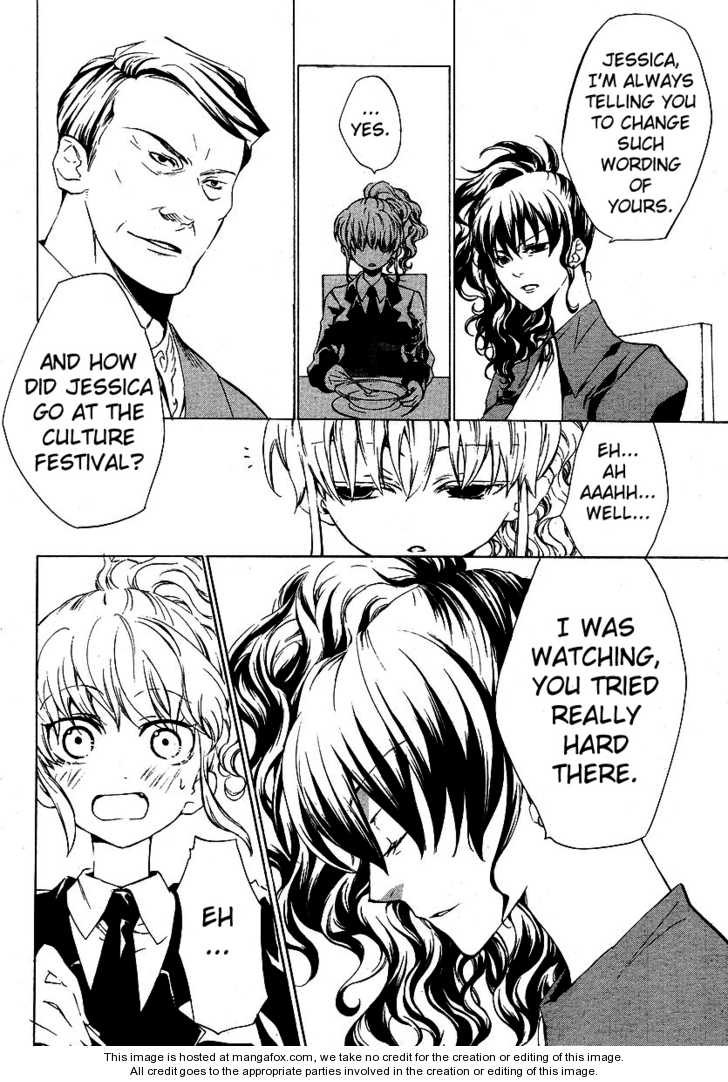 JESSICA,
I'M ALWAYS
TELLING YOU
TO CHANGE
SUCH
WORDING
OF
YOURS.
...
YES.
AND HOW
DID JESSICA
GO AT THE
CULTURE
FESTIVAL?
EH...
AH
AAAHH...
WELL...
I WAS
WATCHING,
YOU TRIED
REALLY
HARD
THERE.
EH
...
This image is hosted at mangafox.com, we take no credit for the creation or editing of this image.
All credit goes to the appropriate parties involved in the creation or editing of this image.